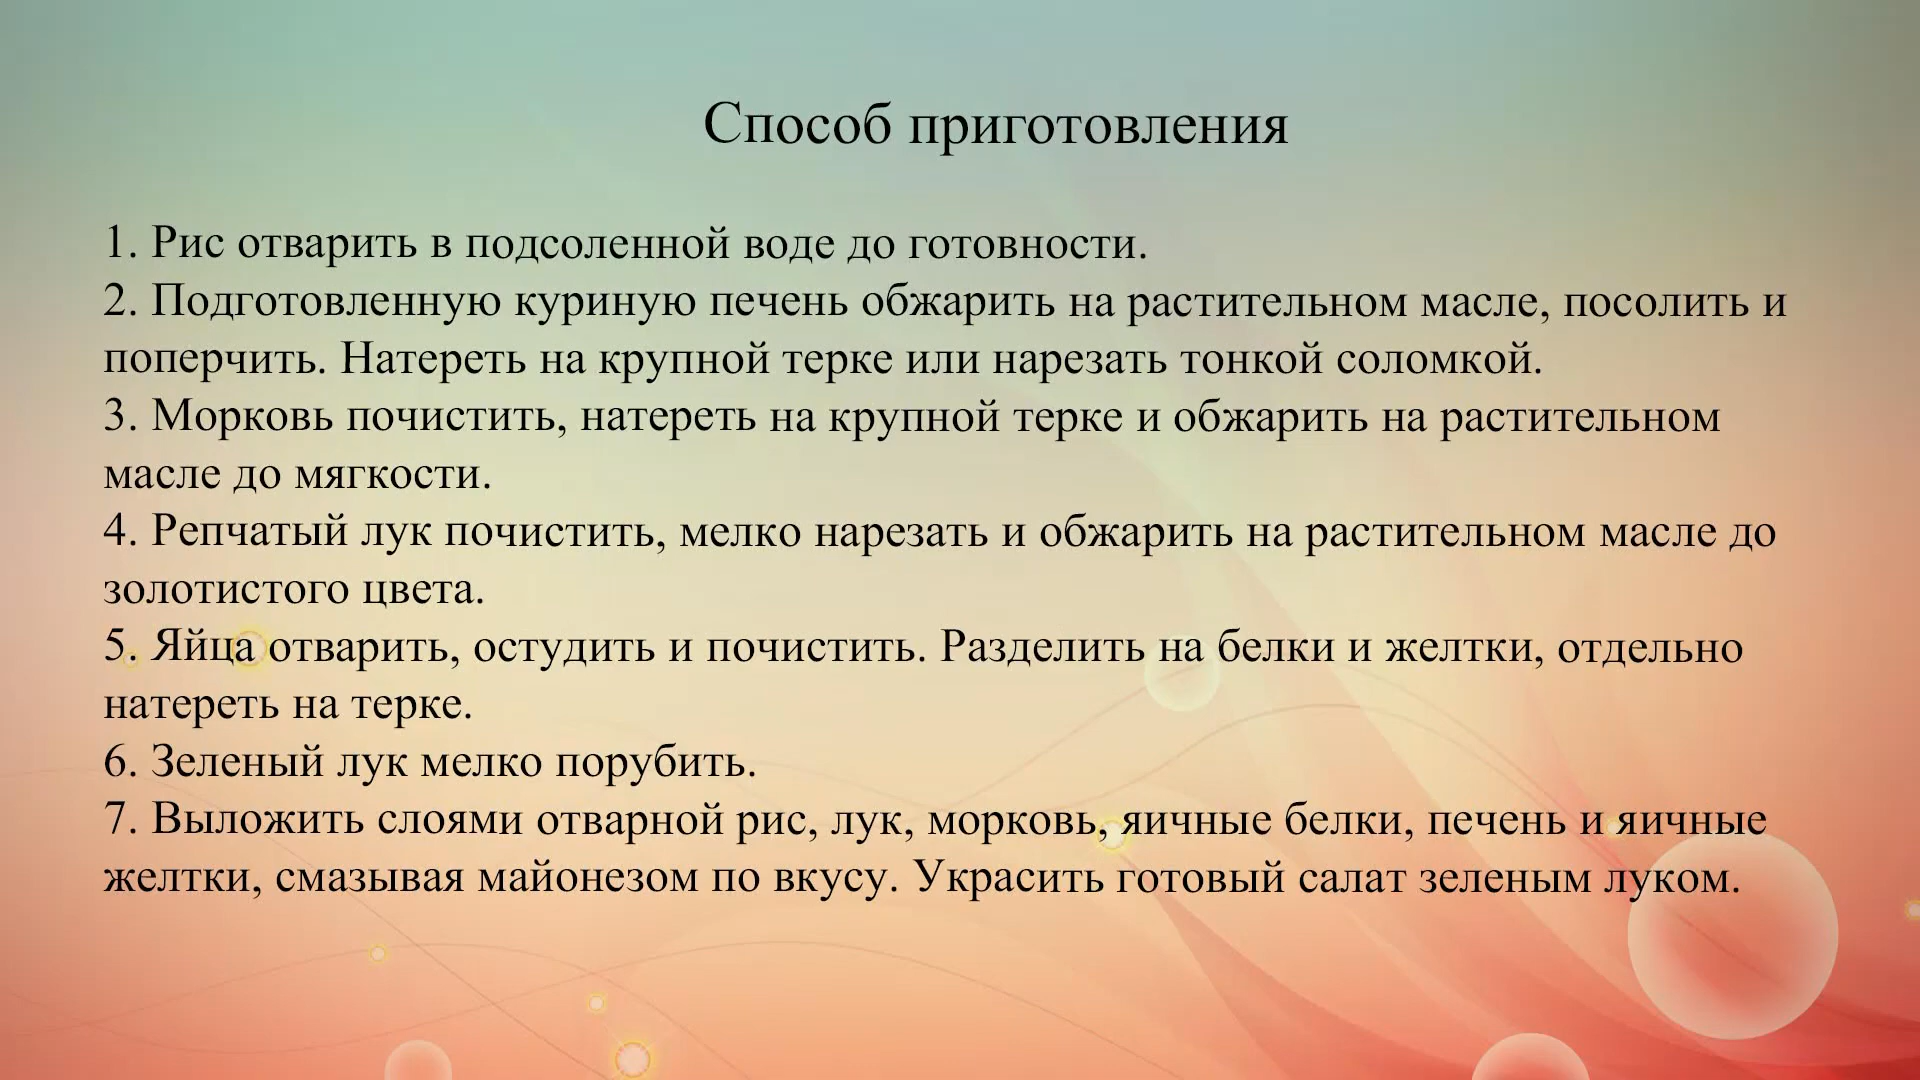 Способ приготовления
1. Рис отварить в подсоленной воде до готовности.
2. Подготовленную куриную печень обжарить на растительном масле, посолить и
поперчить. Натереть на крупной терке или нарезать тонкой соломкой.
3. Морковь почистить, натереть на крупной терке и обжарить на растительном
масле до мягкости.
4. Репчатый лук почистить, мелко нарезать и обжарить на растительном масле до
золотистого цвета.
5. Яйца отварить, остудить и почистить. Разделить на белки и желтки, отдельно
натереть на терке.
6. Зеленый лук мелко порубить.
7. Выложить слоями отварной рис, лук, морковь, яичные белки, печень и яичные
желтки, смазывая майонезом по вкусу. Украсить готовый салат зеленым луком.